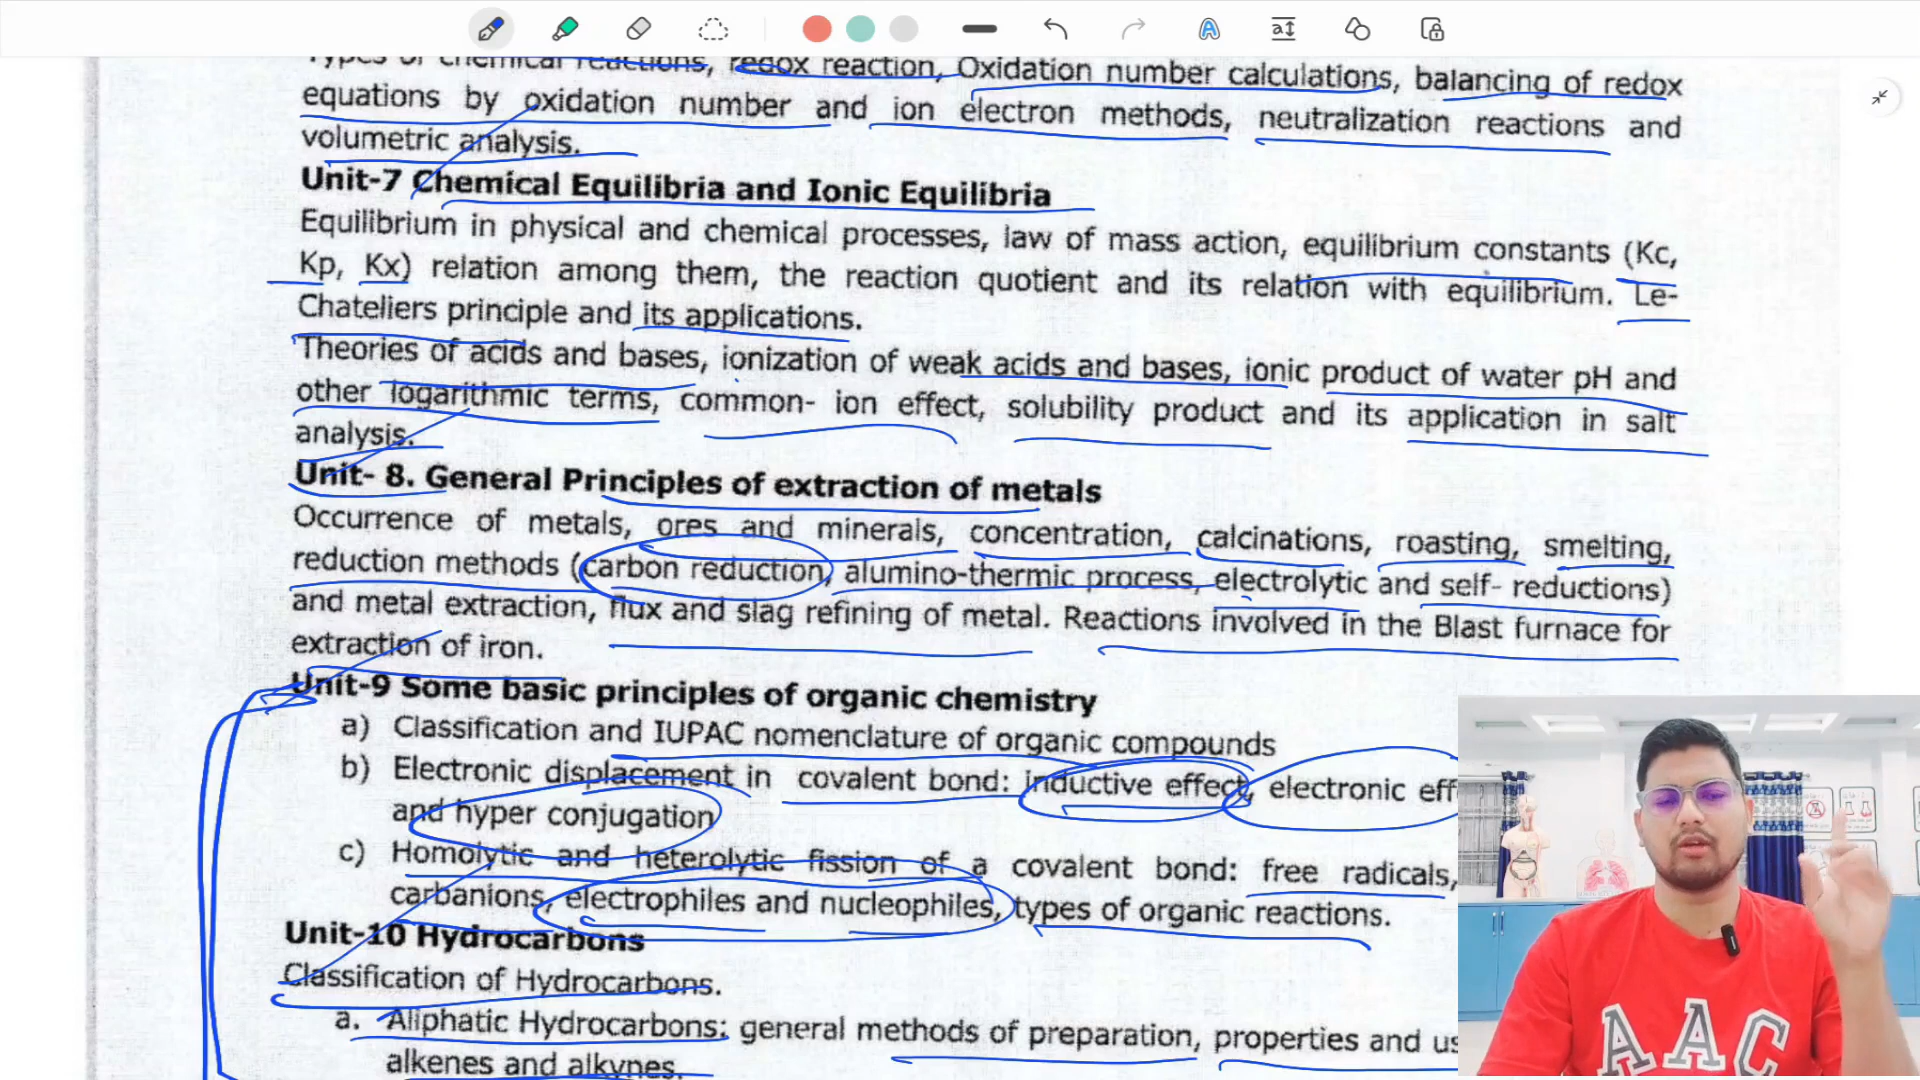 Types of chemical reactions, redox reaction, Oxidation number calculations, balancing of redox
equations by oxidation number and ion electron methods, neutralization reactions and
volumetric analysis.
Unit-7 Chemical Equilibria and Ionic Equilibria
Equilibrium in physical and chemical processes, law of mass action, equilibrium constants (Kc,
Kp, Kx) relation among them, the reaction quotient and its relation with equilibrium. Le-
Chateliers principle and its applications.
Theories of acids and bases, ionization of weak acids and bases, ionic product of water pH and
other logarithmic terms, common- ion effect, solubility product and its application in salt
analysis.
Unit- 8. General Principles of extraction of metals
Occurrence of metals, ores and minerals, concentration, calcinations, roasting, smelting,
reduction methods (carbon reduction, alumino-thermic process, electrolytic and self- reductions)
and metal extraction, flux and slag refining of metal. Reactions involved in the Blast furnace for
extraction of iron.
Unit-9 Some basic principles of organic chemistry
a) Classification and IUPAC nomenclature of organic compounds
b) Electronic displacement in covalent bond: inductive effect, electronic eff
and hyper conjugation
c) Homolytic and heterolytic fission of a covalent bond: free radicals,
carbanions, electrophiles and nucleophiles, types of organic reactions.
Unit-10 Hydrocarbons
Classification of Hydrocarbons.
a. Aliphatic Hydrocarbons: general methods of preparation, properties and us
alkenes and alkynes.
AAC